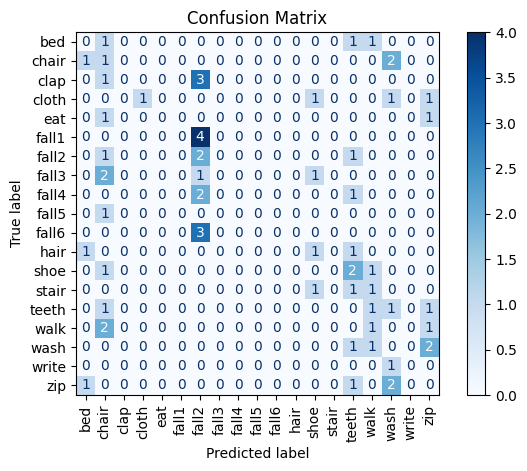 Confusion Matrix
True label
bed 0 1 0 0 0 0 0 0 0 0 0 0 0 0 1 1 0 0 0
chair 1 1 0 0 0 0 0 0 0 0 0 0 0 0 0 0 2 0 0
clap 0 1 0 0 0 0 3 0 0 0 0 0 0 0 0 0 0 0 0
cloth 0 0 0 1 0 0 0 0 0 0 0 0 1 0 0 0 1 0 1
eat 0 1 0 0 0 0 0 0 0 0 0 0 0 0 0 0 0 0 1
fall1 0 0 0 0 0 0 4 0 0 0 0 0 0 0 0 0 0 0 0
fall2 0 1 0 0 0 0 2 0 0 0 0 0 0 0 1 0 0 0 0
fall3 0 2 0 0 0 0 1 0 0 0 0 0 1 0 0 0 0 0 0
fall4 0 0 0 0 0 0 2 0 0 0 0 0 0 0 1 0 0 0 0
fall5 0 1 0 0 0 0 0 0 0 0 0 0 0 0 0 0 0 0 0
fall6 0 0 0 0 0 0 3 0 0 0 0 0 0 0 0 0 0 0 0
hair 1 0 0 0 0 0 0 0 0 0 0 0 1 0 1 0 0 0 0
shoe 0 1 0 0 0 0 0 0 0 0 0 0 0 0 2 1 0 0 0
stair 0 0 0 0 0 0 0 0 0 0 0 0 1 0 1 1 0 0 0
teeth 0 1 0 0 0 0 0 0 0 0 0 0 0 0 0 1 1 0 1
walk 0 2 0 0 0 0 0 0 0 0 0 0 0 0 0 1 0 0 1
wash 0 0 0 0 0 0 0 0 0 0 0 0 0 0 1 1 0 0 2
write 0 0 0 0 0 0 0 0 0 0 0 0 0 0 0 0 1 0 0
zip 1 0 0 0 0 0 0 0 0 0 0 0 0 0 1 0 2 0 0
bed chair clap cloth eat fall1 fall2 fall3 fall4 fall5 fall6 hair shoe stair teeth walk wash write zip
Predicted label
4.0
3.5
3.0
2.5
2.0
1.5
1.0
0.5
0.0